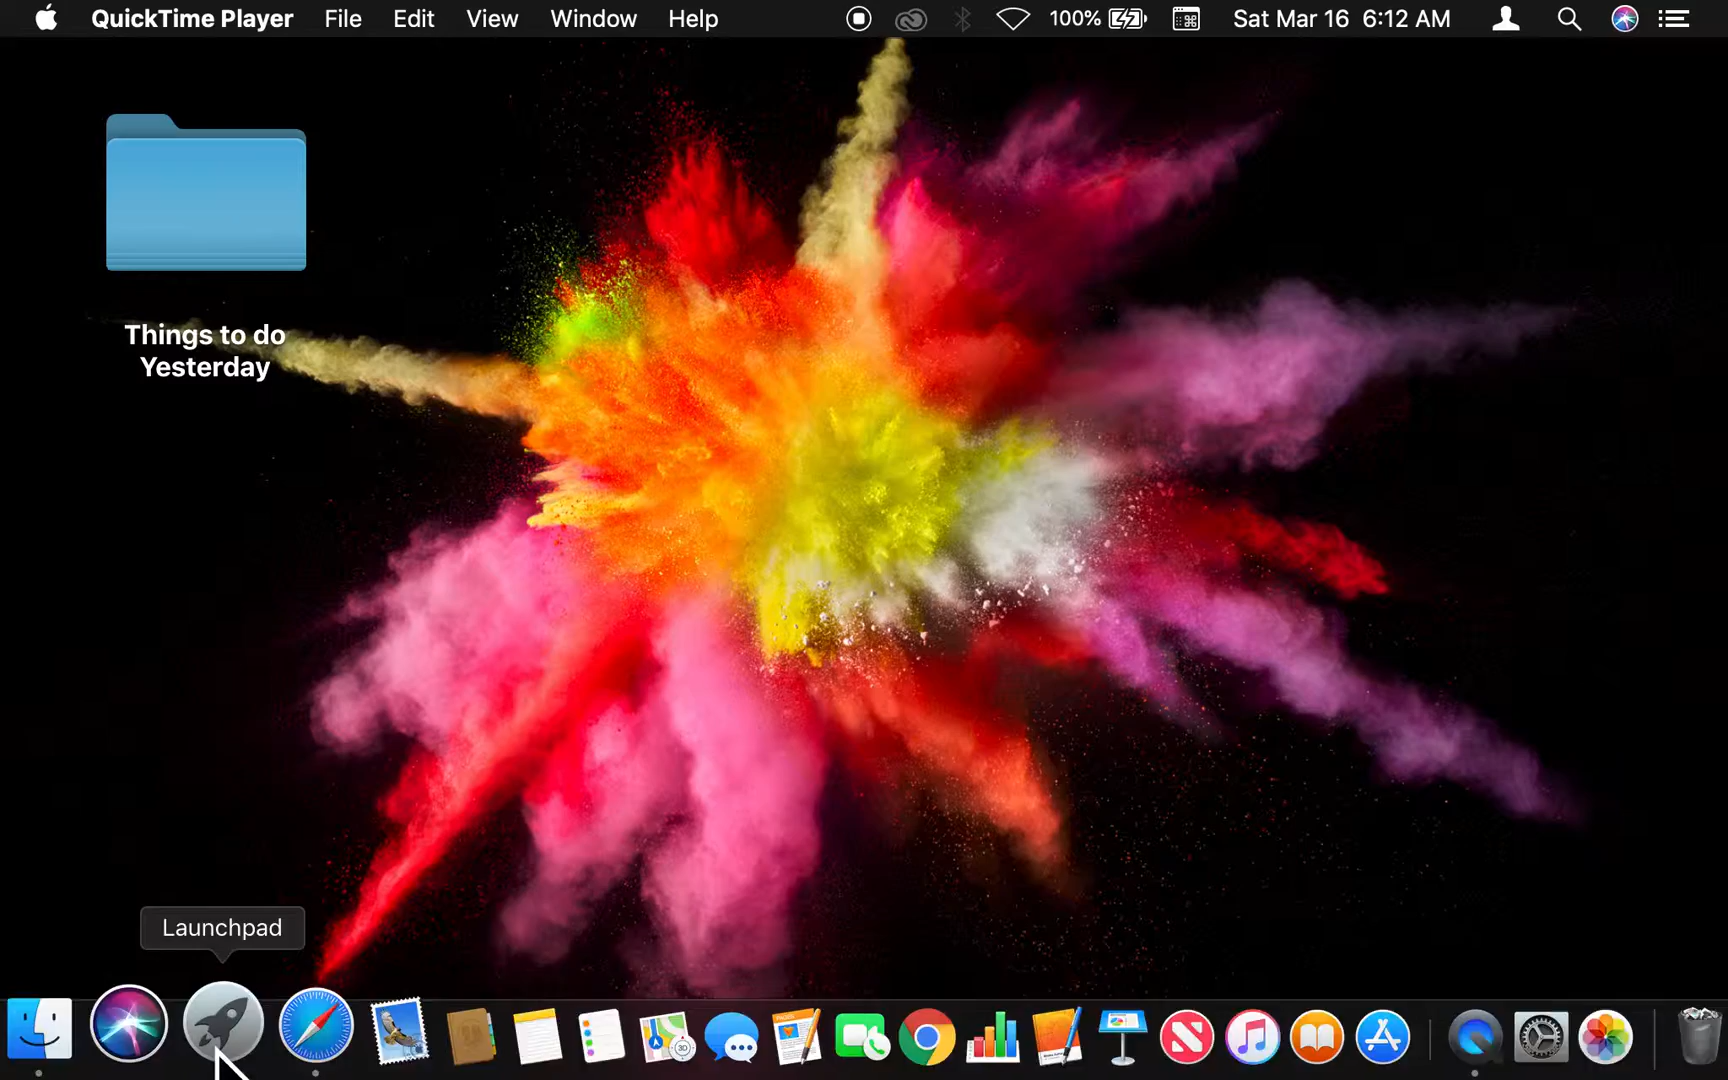 QuickTime Player File Edit View Window Help 100% Sat Mar 16 6:12 AM
Things to do
Yesterday
Launchpad
30